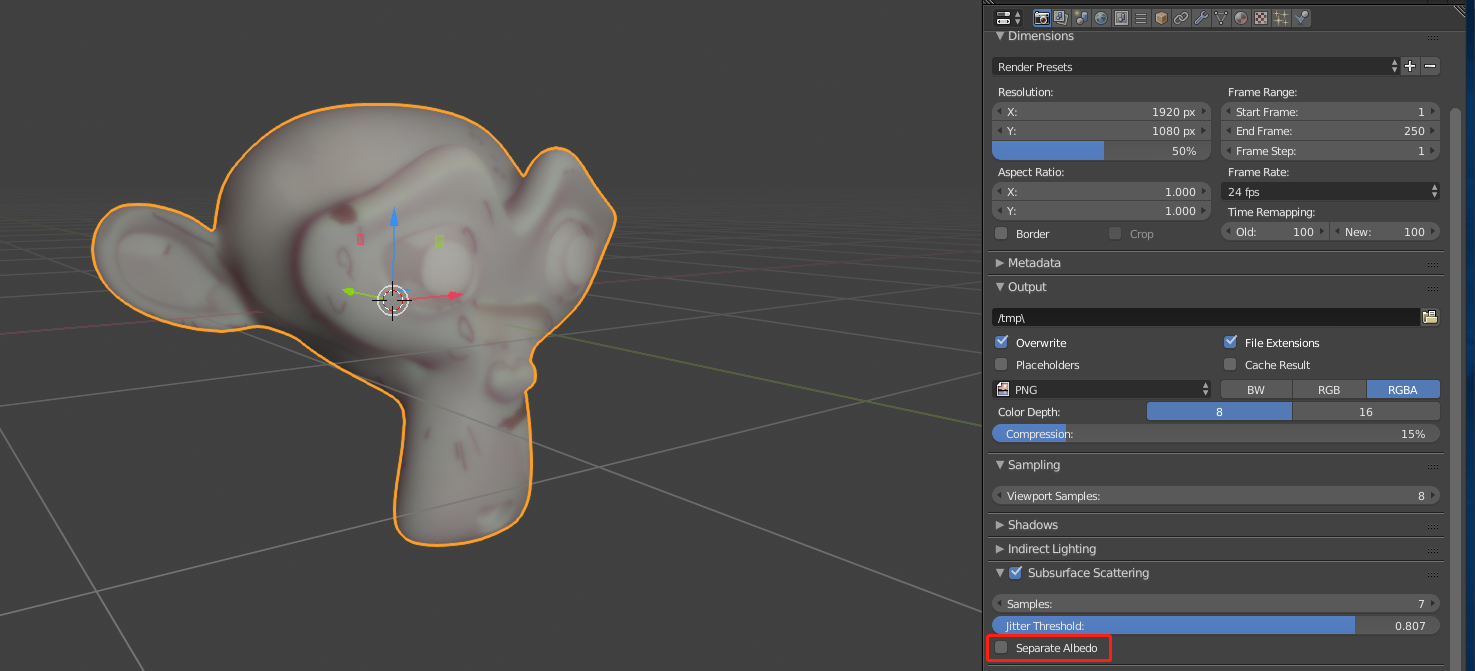 Dimensions
Render Presets
Resolution:
Frame Range:
X: 1920 px
Start Frame: 1
Y: 1080 px
End Frame: 250
50%
Frame Step: 1
Aspect Ratio:
Frame Rate:
X: 1.000
24 fps
Y: 1.000
Time Remapping:
Border
Crop
Old: 100
New: 100
Metadata
Output
/tmp\
Overwrite
File Extensions
Placeholders
Cache Result
PNG
BW
RGB
RGBA
Color Depth:
8
16
Compression: 15%
Sampling
Viewport Samples: 8
Shadows
Indirect Lighting
Subsurface Scattering
Samples: 7
Jitter Threshold: 0.807
Separate Albedo